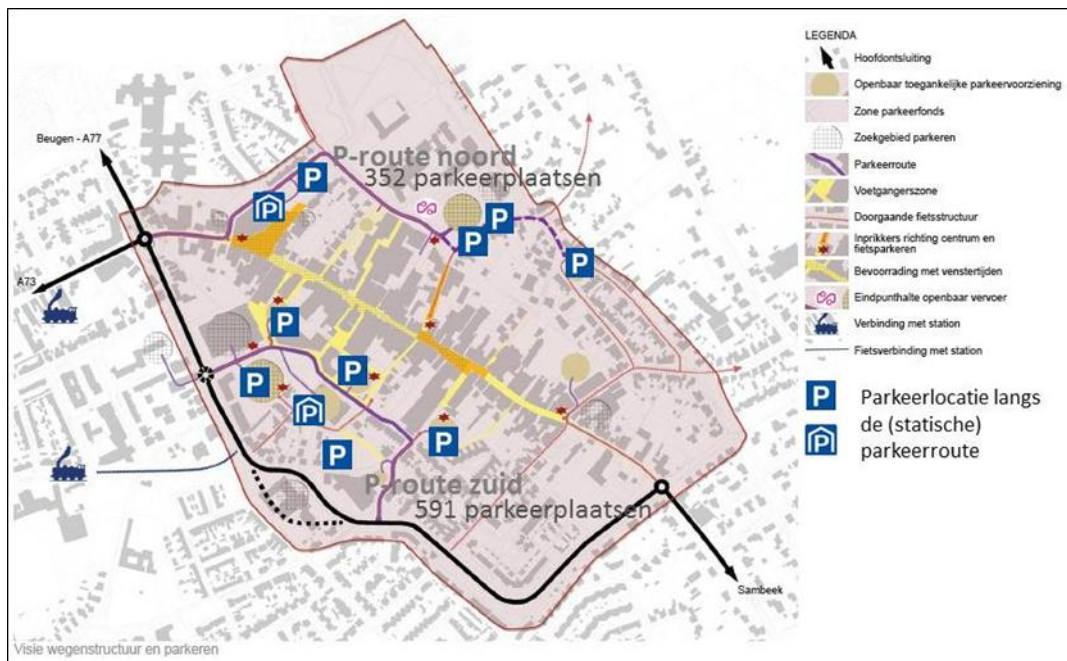 Beugen - A77
A73
P-route noord
352 parkeerplaatsen
P
P
P
P
P
P
P
P
P
P
P
P-route zuid
591 parkeerplaatsen
Sambeek
Visie wegenstructuur en parkeren
LEGENDA
Hoofdontsluiting
Openbaar toegankelijke parkeervoorziening
Zone parkeerfonds
Zoekgebied parkeren
Parkeerroute
Voetgangerszone
Doorgaande fietsstructuur
Inprikkers richting centrum en
fietsparkeren
Bevoorrading met venstertijden
Eindpunthalte openbaar vervoer
Verbinding met station
Fietsverbinding met station
P
P
Parkeerlocatie langs
de (statische)
parkeerroute